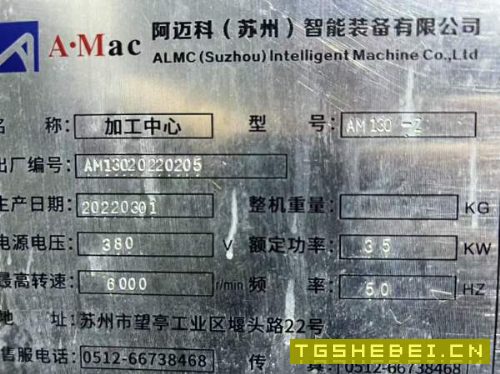 A·Mac 阿迈科（苏州）智能装备有限公司
ALMC (Suzhou) Intelligent Machine Co.,Ltd
名 称： 加工中心 型 号： AM130-Z
出厂编号： AM13020220205
生产日期： 20220301 整机重量： KG
电源电压： 380 V 额定功率： 35 KW
最高转速： 6000 r/min 频 率： 50 HZ
地 址： 苏州市望亭工业区堰头路22号
售服电话： 0512-66738468 传 真： 0512-66738468
TGSHEBEI.CN